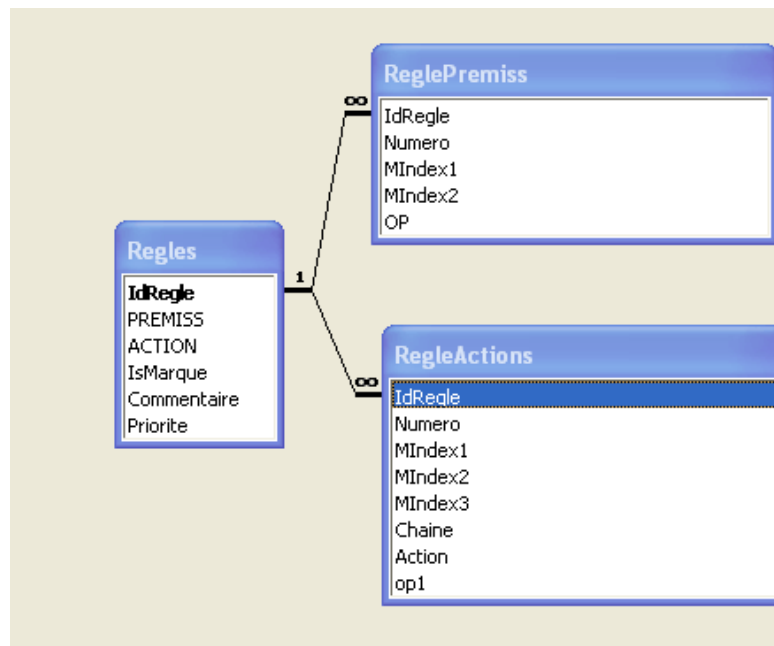 ReglePremiss
∞
IdRegle
Numero
MIndex1
MIndex2
OP
Regles
1
IdRegle
PREMISS
ACTION
IsMarque
Commentaire
Priorite
RegleActions
∞
IdRegle
Numero
MIndex1
MIndex2
MIndex3
Chaine
Action
op1